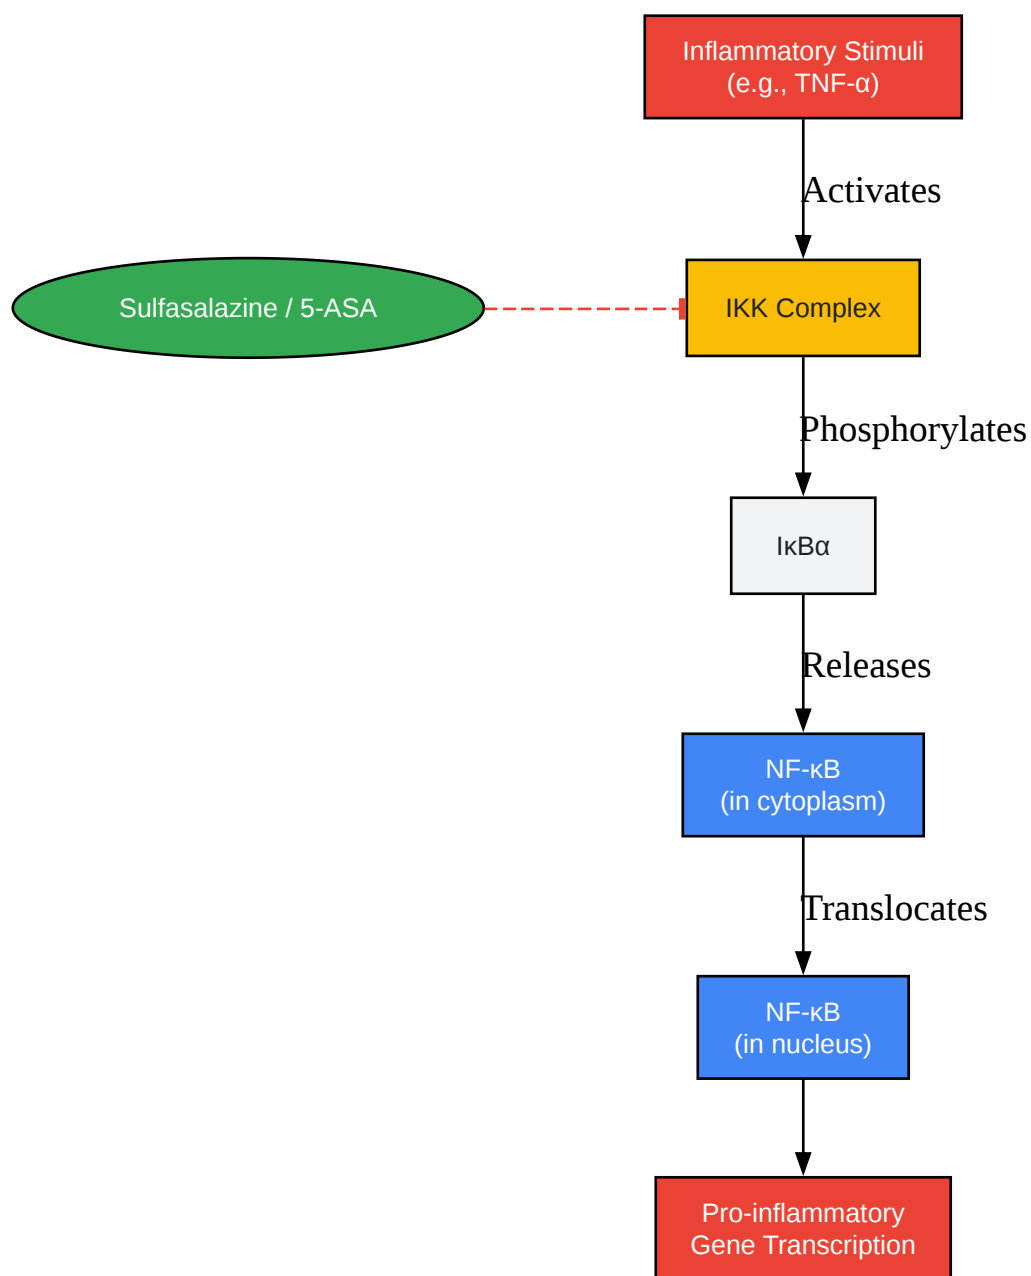 Inflammatory Stimuli
(e.g., TNF-α)
Activates
Sulfasalazine / 5-ASA
IKK Complex
Phosphorylates
IκBα
Releases
NF-κB
(in cytoplasm)
Translocates
NF-κB
(in nucleus)
Pro-inflammatory
Gene Transcription